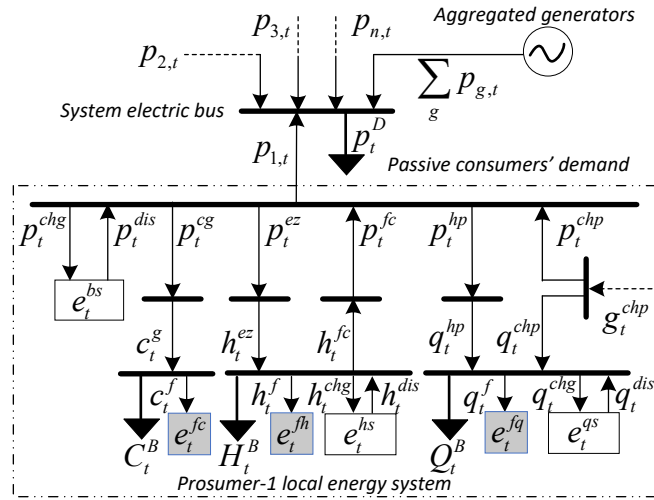 Aggregated generators
p_{3,t} p_{n,t}
p_{2,t}
\sum_g p_{g,t}
System electric bus
p_t^D
p_{1,t}
Passive consumers' demand
p_t^{chg} p_t^{dis} p_t^{cg} p_t^{ez} p_t^{fc} p_t^{hp} p_t^{chp}
e_t^{bs}
g_t^{chp}
c_t^g h_t^{ez} h_t^{fc} q_t^{hp} q_t^{chp}
c_t^f h_t^f h_t^{chg} h_t^{dis} q_t^f q_t^{chg} q_t^{dis}
C_t^B e_t^{fc} H_t^B e_t^{fh} e_t^{hs} Q_t^B e_t^{fq} e_t^{qs}
Prosumer-1 local energy system